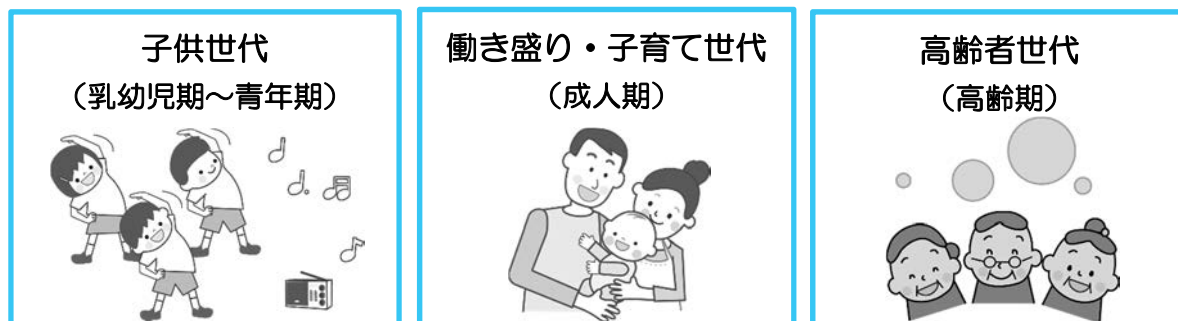 子供世代
（乳幼児期～青年期）
働き盛り・子育て世代
（成人期）
高齢者世代
（高齢期）